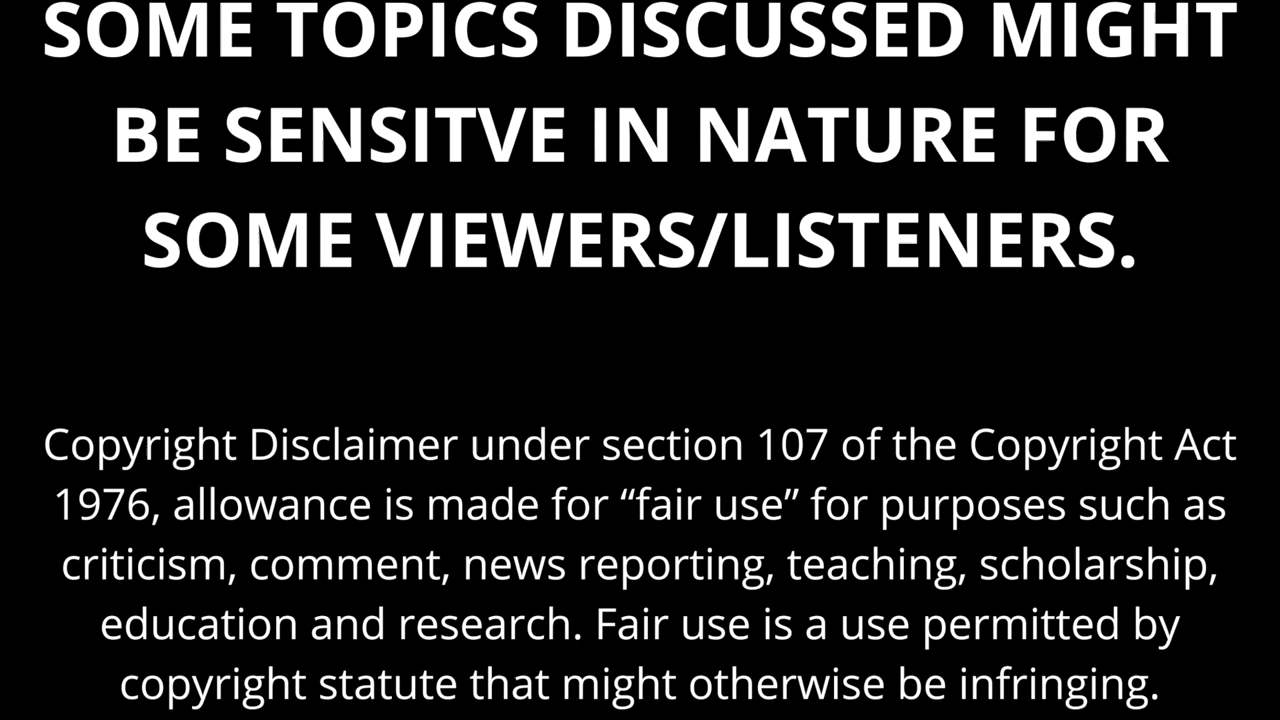 SOME TOPICS DISCUSSED MIGHT
BE SENSITVE IN NATURE FOR
SOME VIEWERS/LISTENERS.
Copyright Disclaimer under section 107 of the Copyright Act
1976, allowance is made for “fair use” for purposes such as
criticism, comment, news reporting, teaching, scholarship,
education and research. Fair use is a use permitted by
copyright statute that might otherwise be infringing.